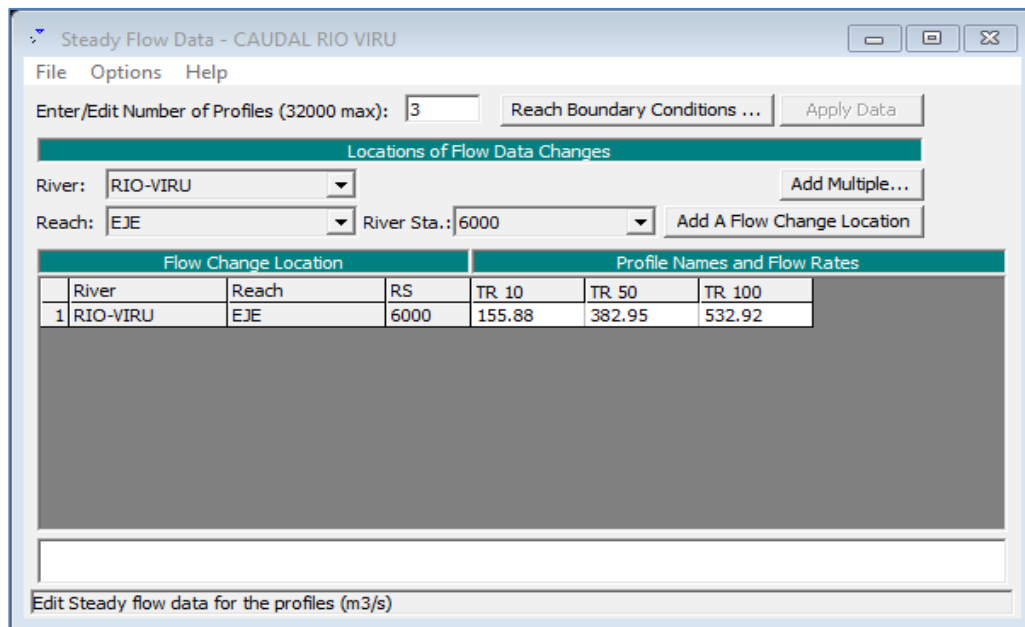 Steady Flow Data - CAUDAL RIO VIRU
File Options Help
Enter/Edit Number of Profiles (32000 max): 3 Reach Boundary Conditions ... Apply Data
Locations of Flow Data Changes
River: RIO-VIRU Add Multiple...
Reach: EJE River Sta.: 6000 Add A Flow Change Location
Flow Change Location Profile Names and Flow Rates
River Reach RS TR 10 TR 50 TR 100
1 RIO-VIRU EJE 6000 155.88 382.95 532.92
Edit Steady flow data for the profiles (m3/s)